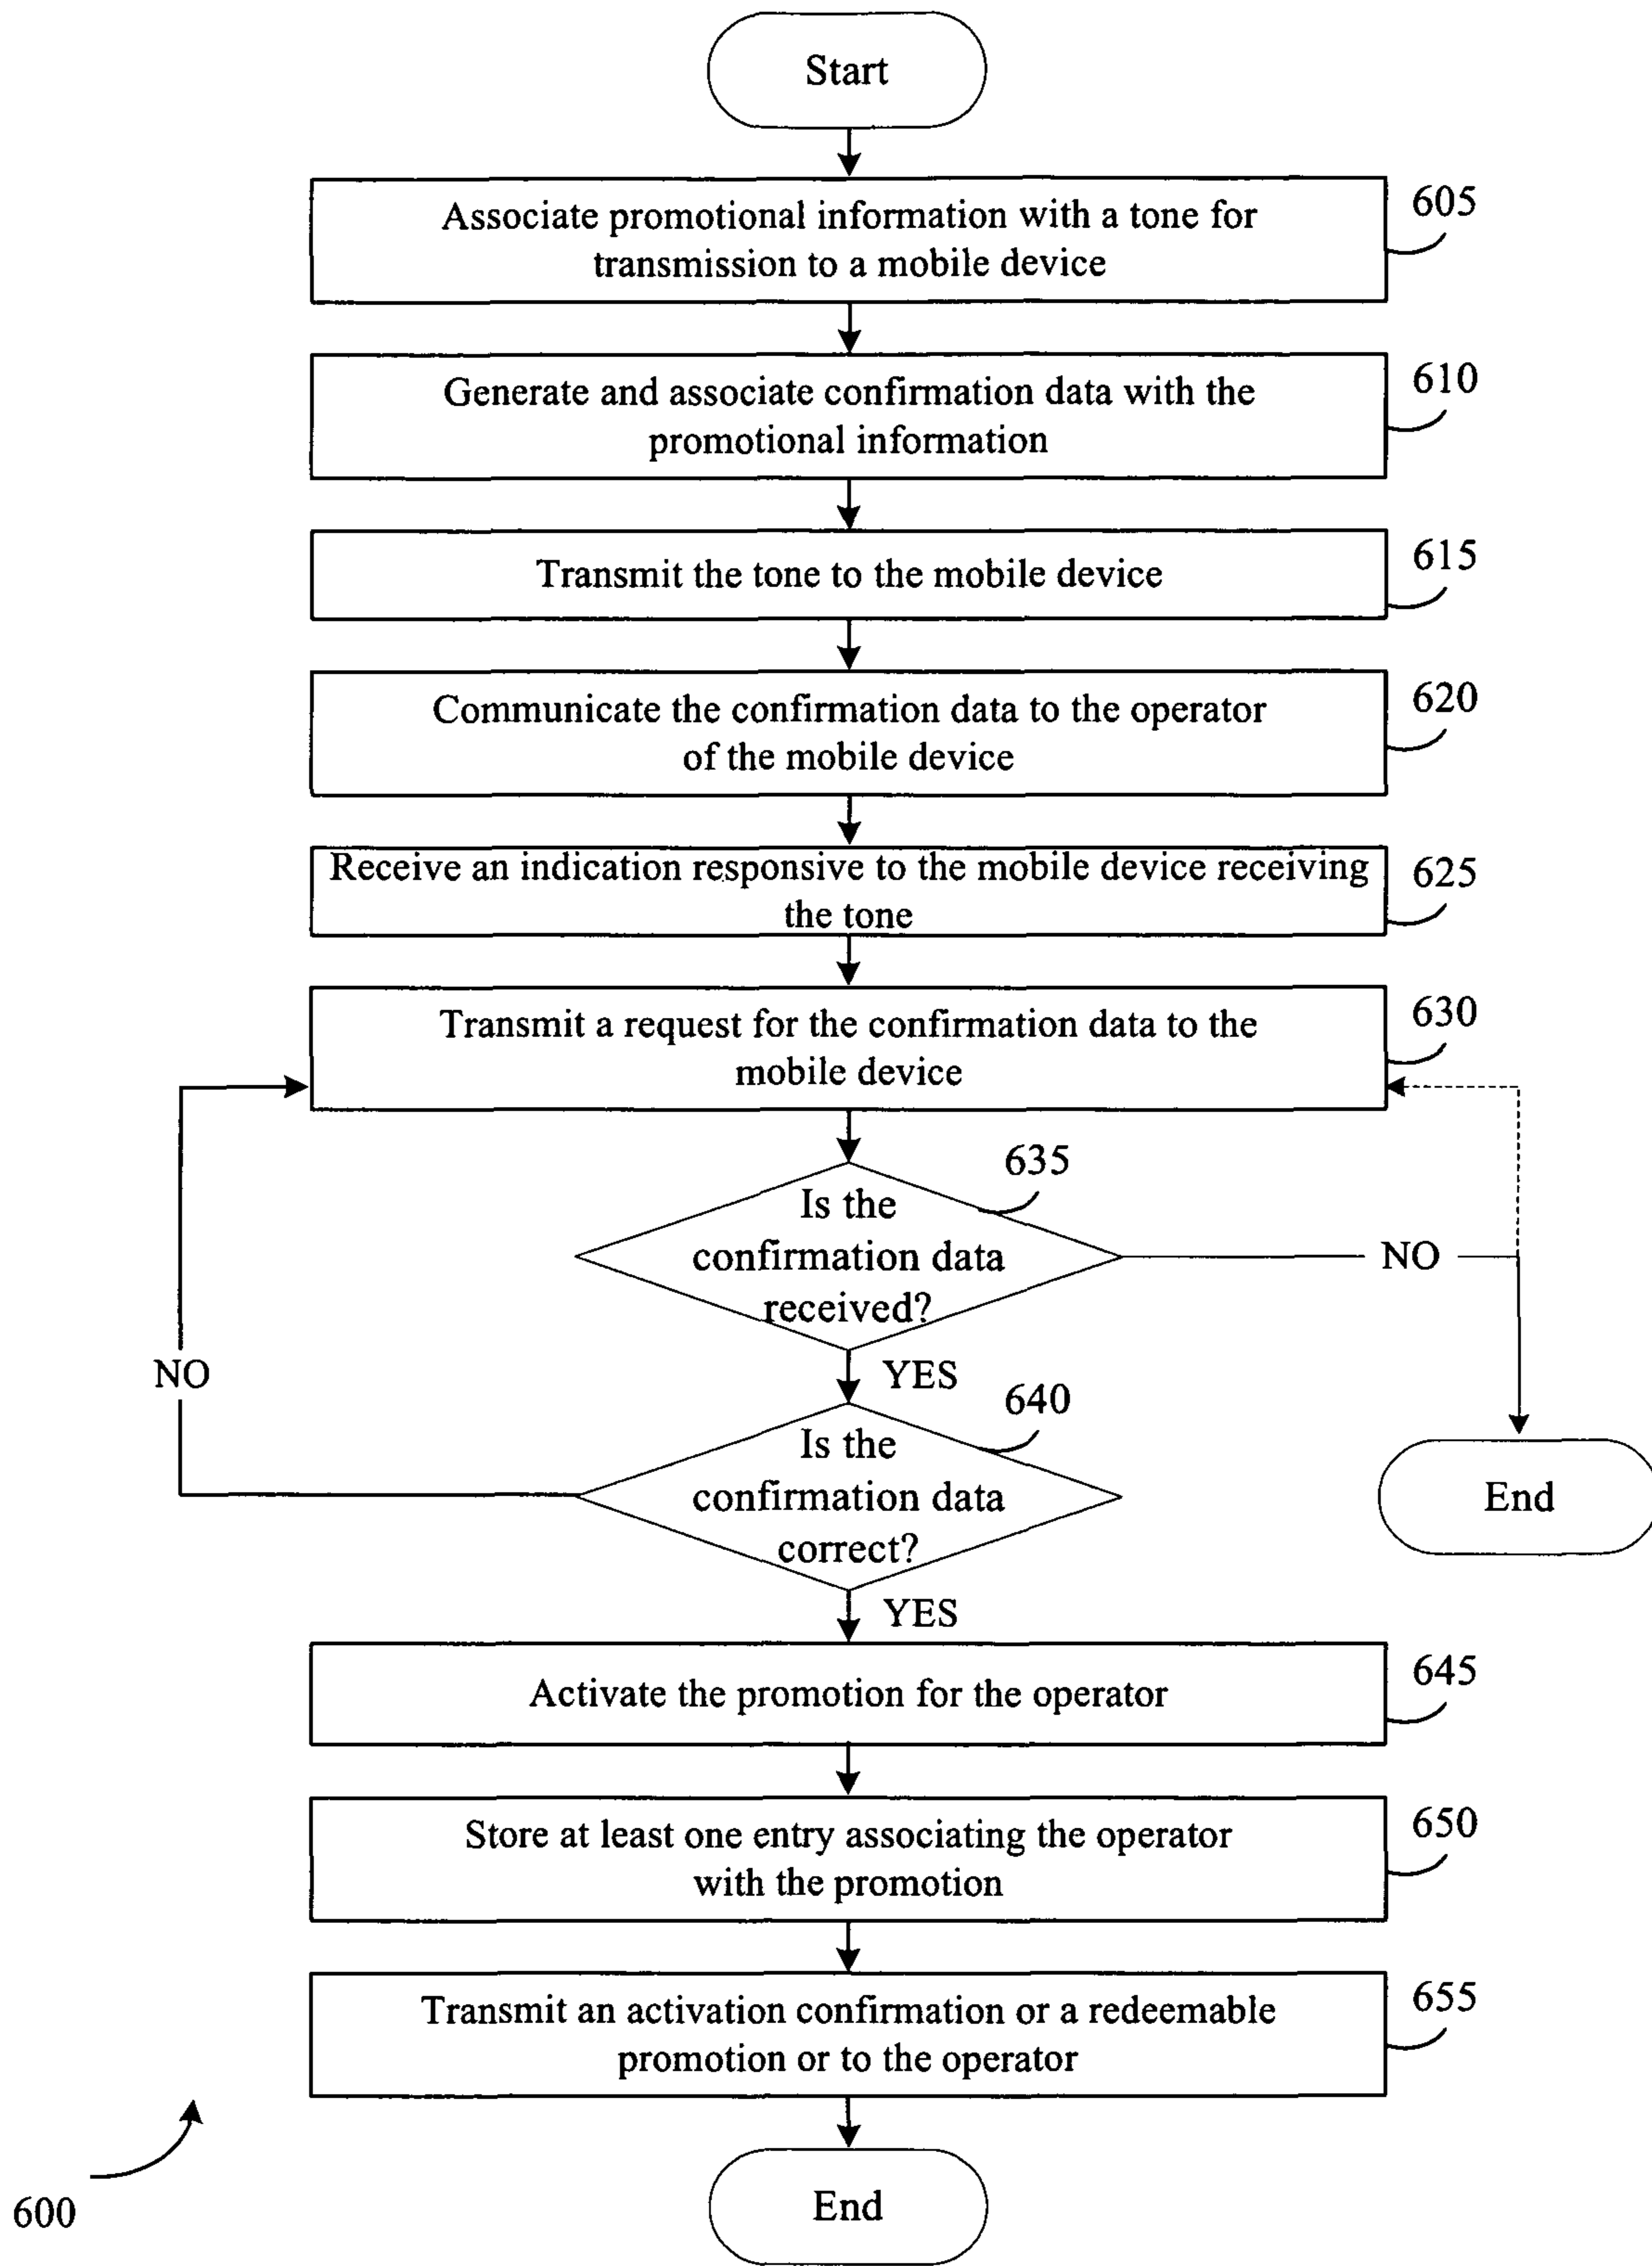 Start
Associate promotional information with a tone for
transmission to a mobile device
605
Generate and associate confirmation data with the
promotional information
610
Transmit the tone to the mobile device
615
Communicate the confirmation data to the operator
of the mobile device
620
Receive an indication responsive to the mobile device receiving
the tone
625
Transmit a request for the confirmation data to the
mobile device
630
635
Is the
confirmation data
received?
NO
YES
NO
640
Is the
confirmation data
correct?
End
YES
Activate the promotion for the operator
645
Store at least one entry associating the operator
with the promotion
650
Transmit an activation confirmation or a redeemable
promotion or to the operator
655
End
600